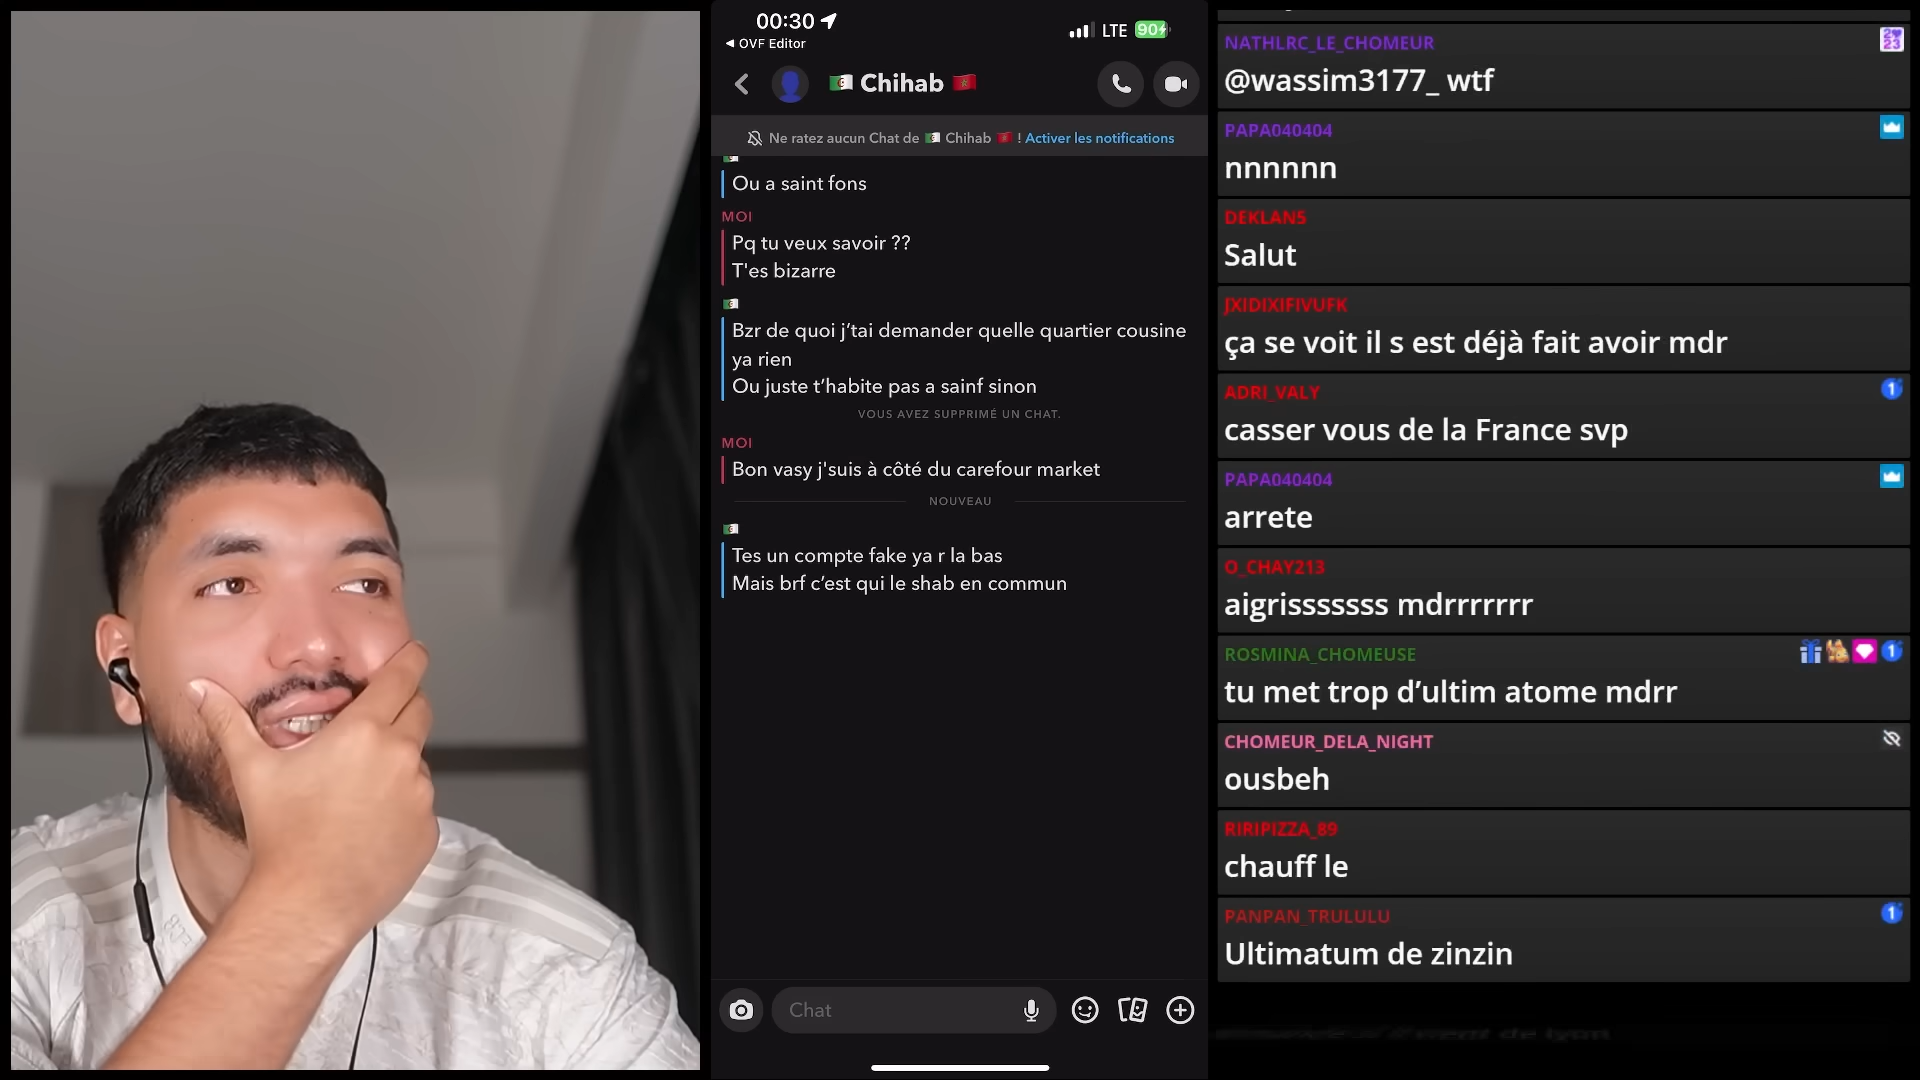 00:30
LTE 90
◀ OVF Editor
🇩🇿 Chihab 🇲🇦
Ne ratez aucun Chat de 🇩🇿 Chihab 🇲🇦 ! Activer les notifications
Ou a saint fons
MOI
Pq tu veux savoir ??
T'es bizarre
Bzr de quoi j’tai demander quelle quartier cousine
ya rien
Ou juste t’habite pas a sainf sinon
VOUS AVEZ SUPPRIMÉ UN CHAT.
MOI
Bon vasy j'suis à côté du carefour market
NOUVEAU
Tes un compte fake ya r la bas
Mais brf c’est qui le shab en commun
Chat
NATHLRC_LE_CHOMEUR
@wassim3177_ wtf
PAPA040404
nnnnnn
DEKLAN5
Salut
JXIDIXIFIVUFK
ça se voit il s est déjà fait avoir mdr
ADRI_VALY
casser vous de la France svp
PAPA040404
arrete
O_CHAY213
aigrisssssss mdrrrrrrr
ROSMINA_CHOMEUSE
tu met trop d’ultim atome mdrr
CHOMEUR_DELA_NIGHT
ousbeh
RIRIPIZZA_89
chauff le
PANPAN_TRULULU
Ultimatum de zinzin